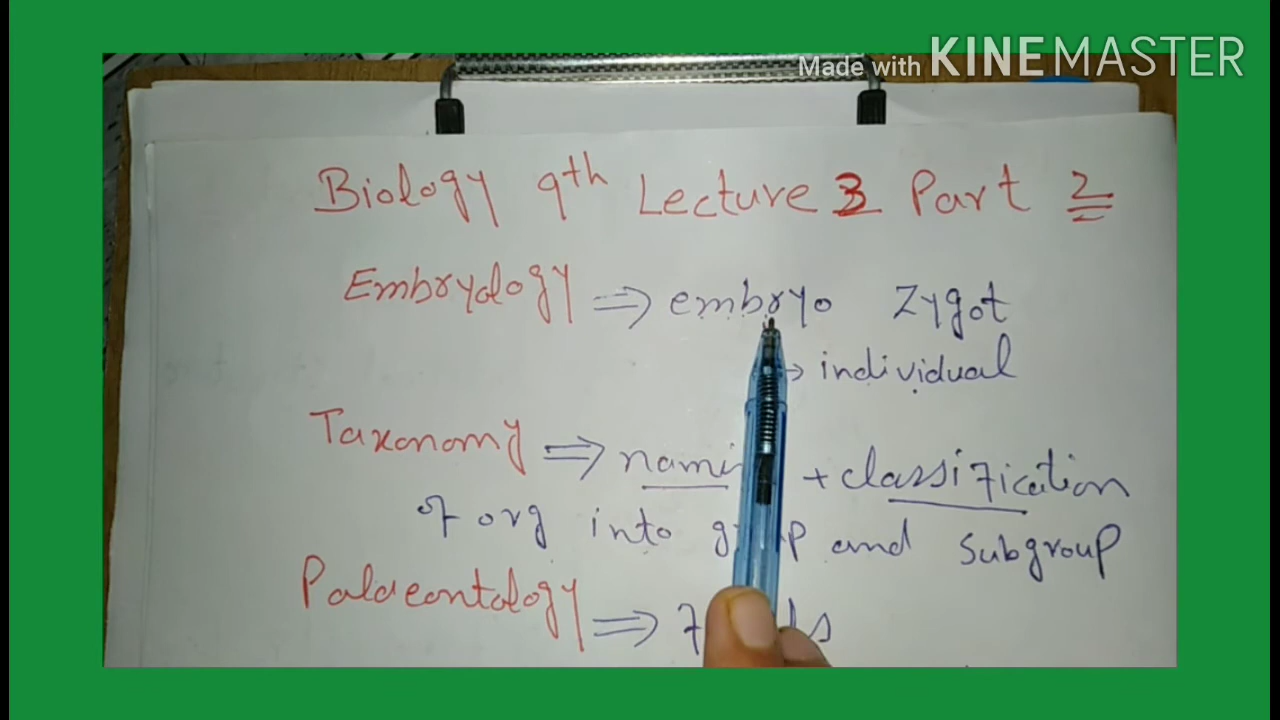 Made with KINEMASTER
Biology 9th Lecture 3 Part 2
Embryology ⇒ embryo Zygot
→ individual
Taxonomy ⇒ + classification
of org into and Subgroup
Palaeontology ⇒